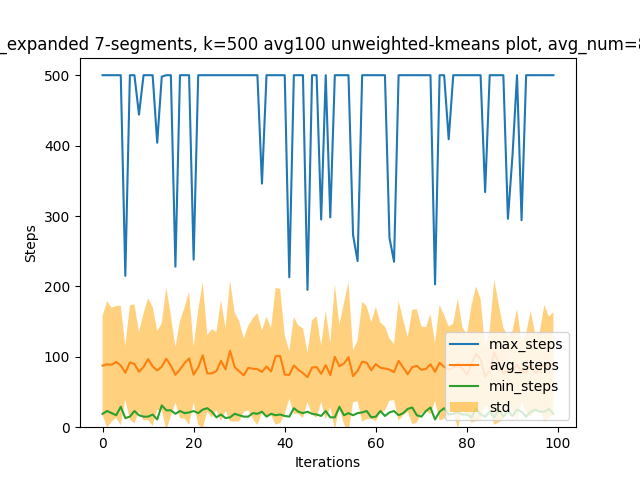 _expanded 7-segments, k=500 avg100 unweighted-kmeans plot, avg_num=8
500
400
300
200
100
0
Steps
0 20 40 60 80 100
Iterations
max_steps
avg_steps
min_steps
std